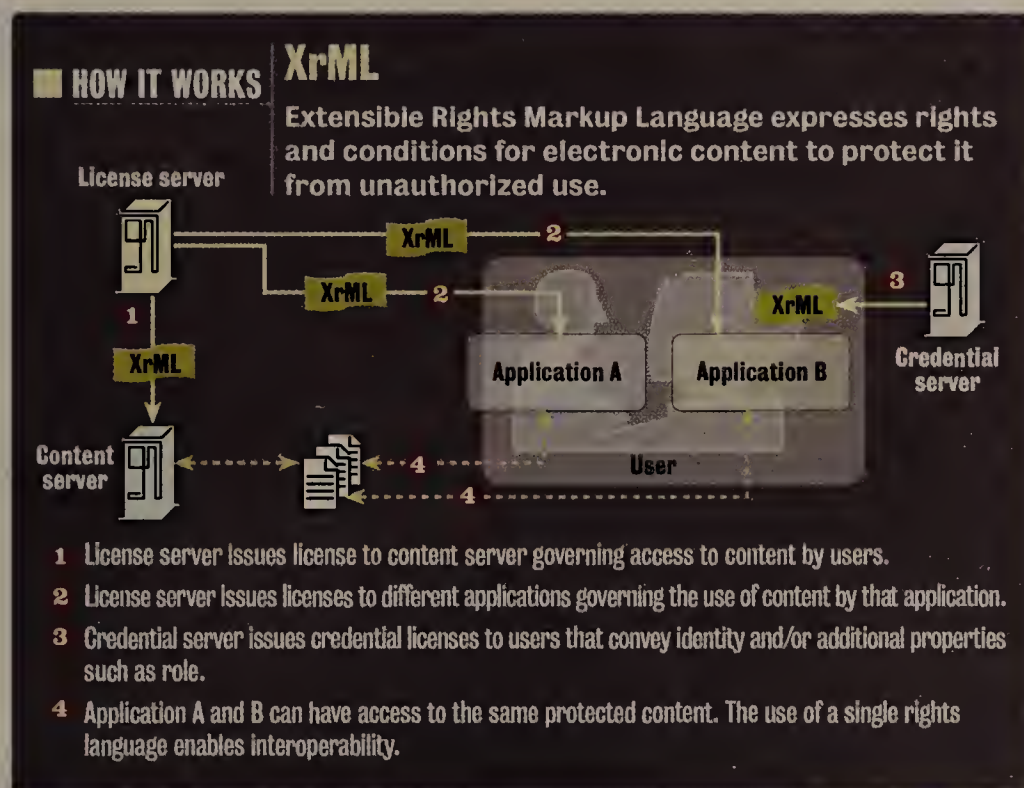 HOW IT WORKS
XrML
Extensible Rights Markup Language expresses rights
and conditions for electronic content to protect it
from unauthorized use.
License server
XrML
2
XrML
2
3
XrML
1
XrML
Application A
Application B
Credential
server
Content
server
4
User
4
1 License server issues license to content server governing access to content by users.
2 License server issues licenses to different applications governing the use of content by that application.
3 Credential server issues credential licenses to users that convey identity and/or additional properties
such as role.
4 Application A and B can have access to the same protected content. The use of a single rights
language enables interoperability.